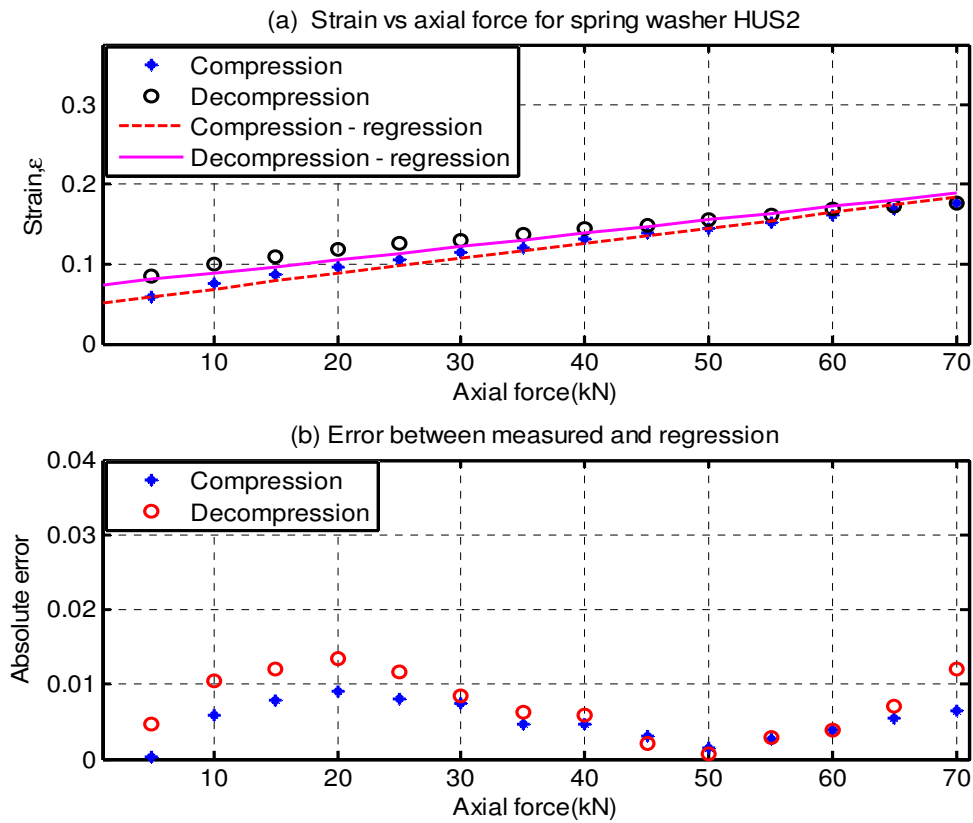 (a) Strain vs axial force for spring washer HUS2
Compression
Decompression
Compression - regression
Decompression - regression
0.3
0.2
0.1
0
Strain,ε
10 20 30 40 50 60 70
Axial force(kN)
(b) Error between measured and regression
Compression
Decompression
0.04
0.03
0.02
0.01
0
Absolute error
10 20 30 40 50 60 70
Axial force(kN)